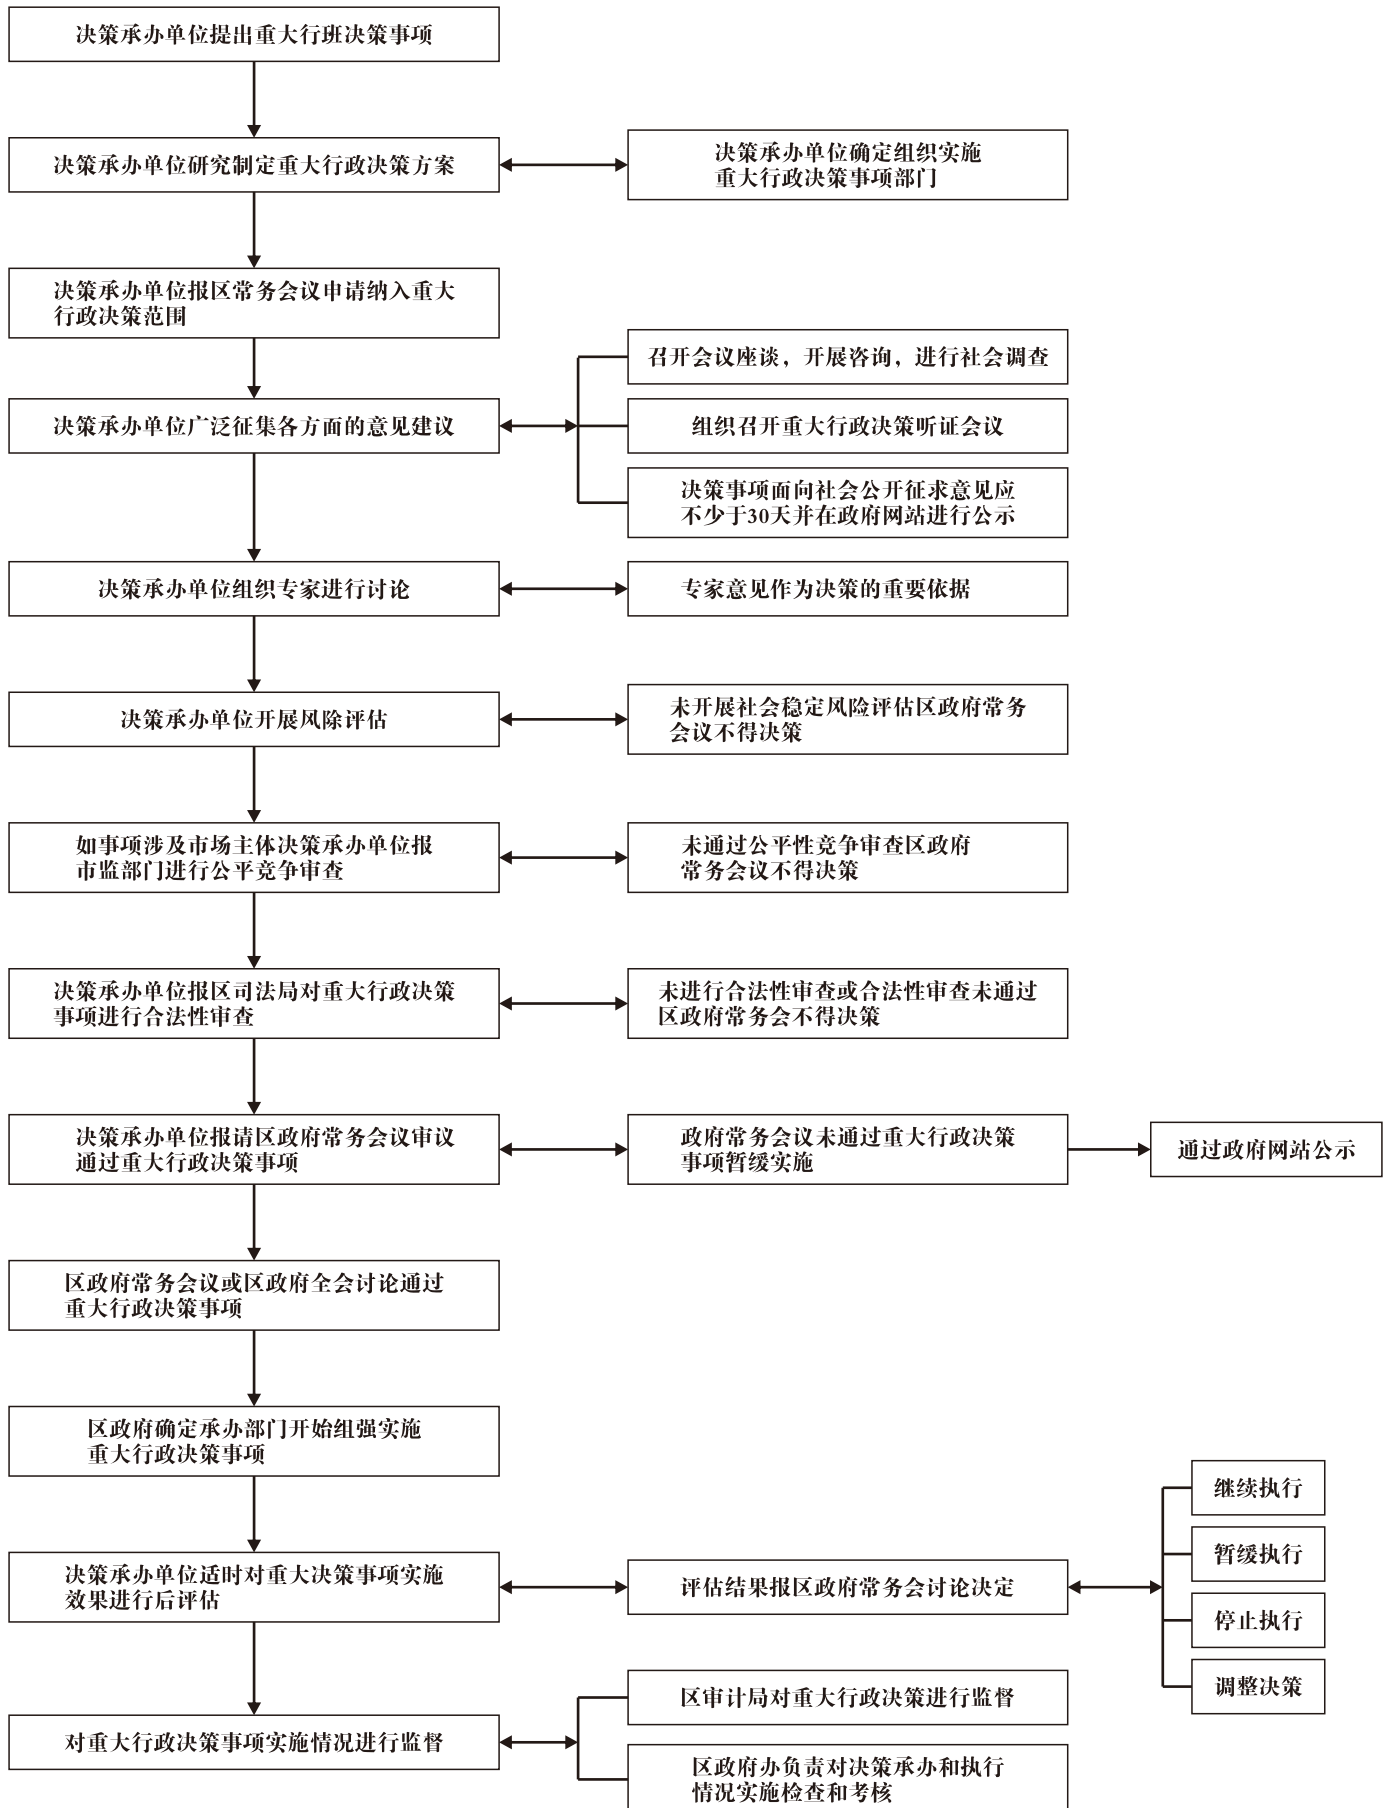 决策承办单位提出重大行班决策事项
决策承办单位研究制定重大行政决策方案
决策承办单位确定组织实施
重大行政决策事项部门
决策承办单位报区常务会议申请纳入重大
行政决策范围
召开会议座谈，开展咨询，进行社会调查
决策承办单位广泛征集各方面的意见建议
组织召开重大行政决策听证会议
决策事项面向社会公开征求意见应
不少于30天并在政府网站进行公示
决策承办单位组织专家进行讨论
专家意见作为决策的重要依据
决策承办单位开展风险评估
未开展社会稳定风险评估区政府常务
会议不得决策
如事项涉及市场主体决策承办单位报
市监部门进行公平竞争审查
未通过公平性竞争审查区政府
常务会议不得决策
决策承办单位报区司法局对重大行政决策
事项进行合法性审查
未进行合法性审查或合法性审查未通过
区政府常务会不得决策
决策承办单位报请区政府常务会议审议
通过重大行政决策事项
政府常务会议未通过重大行政决策
事项暂缓实施
通过政府网站公示
区政府常务会议或区政府全会讨论通过
重大行政决策事项
区政府确定承办部门开始组强实施
重大行政决策事项
决策承办单位适时对重大决策事项实施
效果进行后评估
评估结果报区政府常务会讨论决定
继续执行
暂缓执行
停止执行
调整决策
对重大行政决策事项实施情况进行监督
区审计局对重大行政决策进行监督
区政府办负责对决策承办和执行
情况实施检查和考核